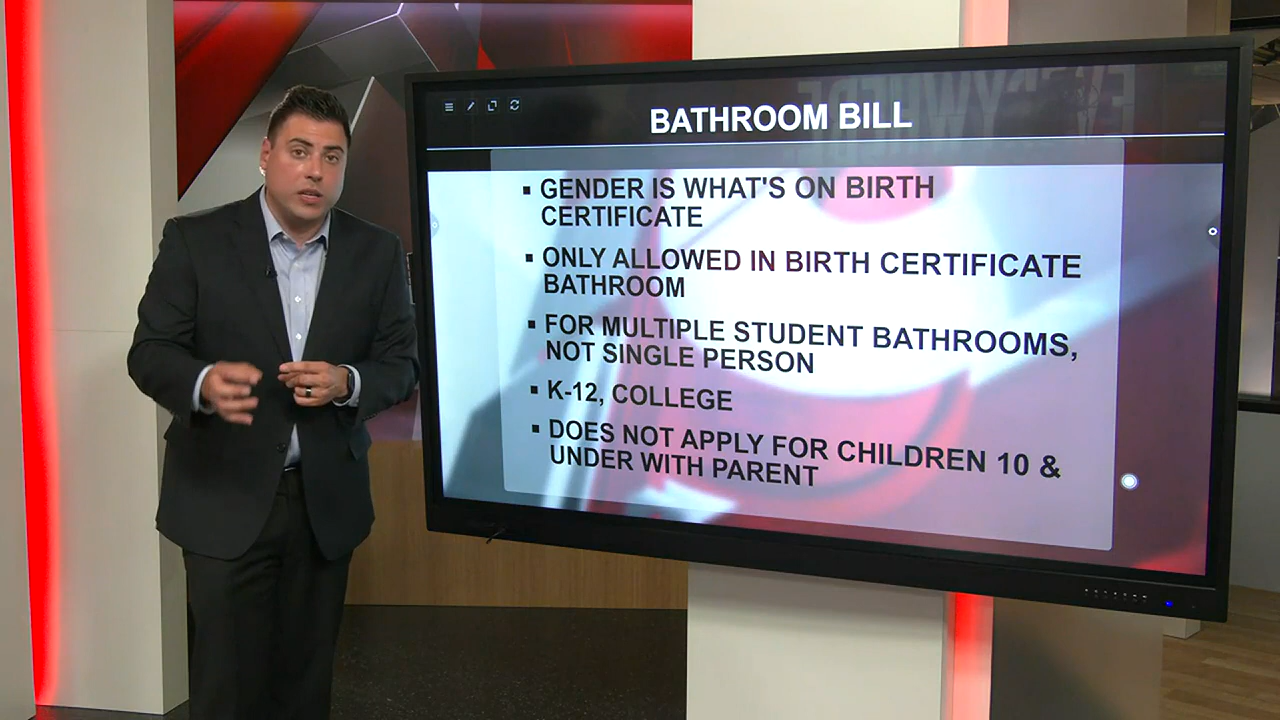 BATHROOM BILL
▪ GENDER IS WHAT'S ON BIRTH
CERTIFICATE
▪ ONLY ALLOWED IN BIRTH CERTIFICATE
BATHROOM
▪ FOR MULTIPLE STUDENT BATHROOMS,
NOT SINGLE PERSON
▪ K-12, COLLEGE
▪ DOES NOT APPLY FOR CHILDREN 10 &
UNDER WITH PARENT